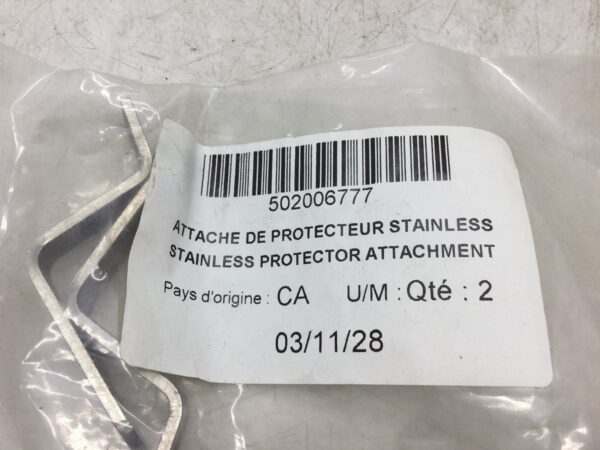 502006777
ATTACHE DE PROTECTEUR STAINLESS
STAINLESS PROTECTOR ATTACHMENT
Pays d'origine : CA U/M : Qté : 2
03/11/28